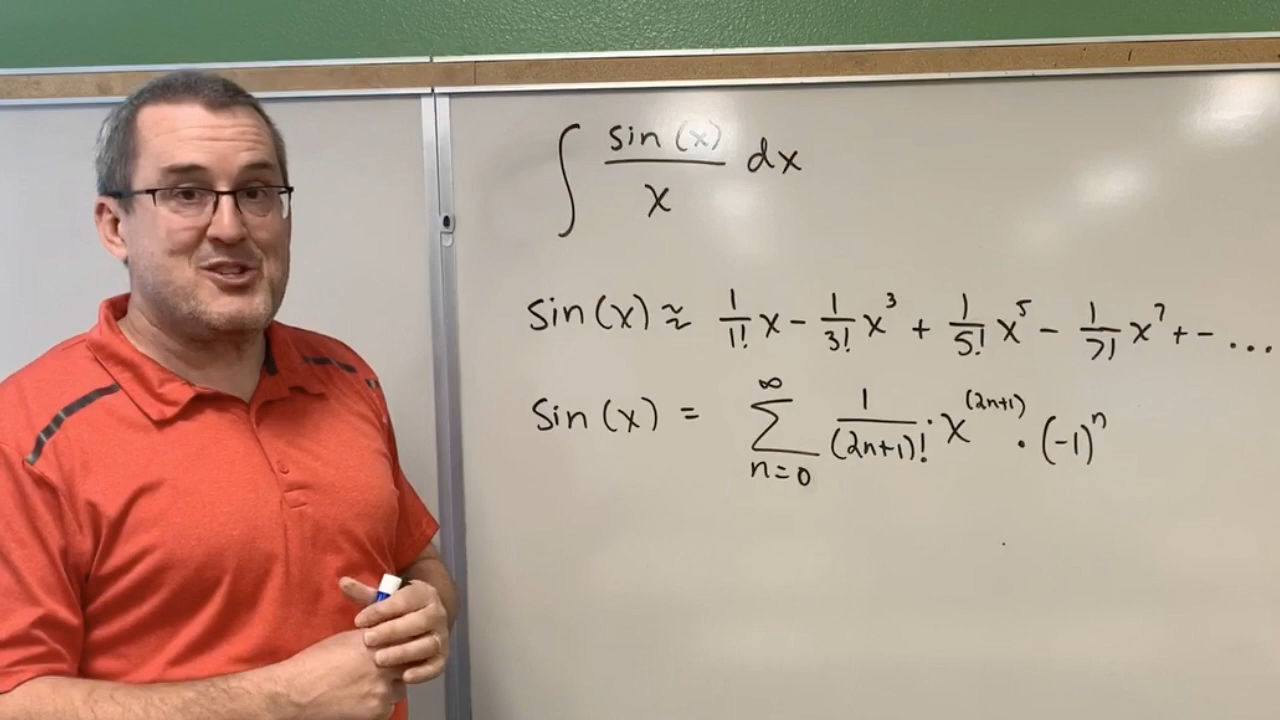 ∫ sin(x)/x dx
sin(x) ≈ 1/1! x - 1/3! x³ + 1/5! x⁵ - 1/7! x⁷ + - ...
sin(x) = ∑_{n=0}^{∞} 1/(2n+1)! · x^{(2n+1)} · (-1)^n